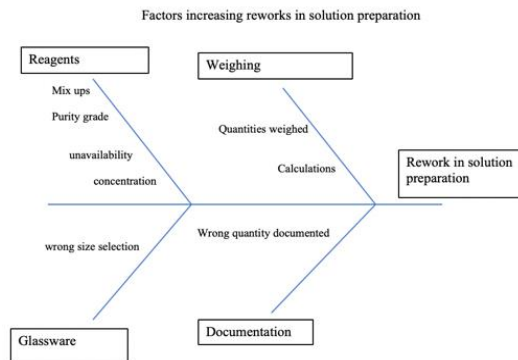 Factors increasing reworks in solution preparation
Reagents
Weighing
Mix ups
Purity grade
Quantities weighed
unavailability
Calculations
concentration
Rework in solution
preparation
Wrong quantity documented
wrong size selection
Documentation
Glassware